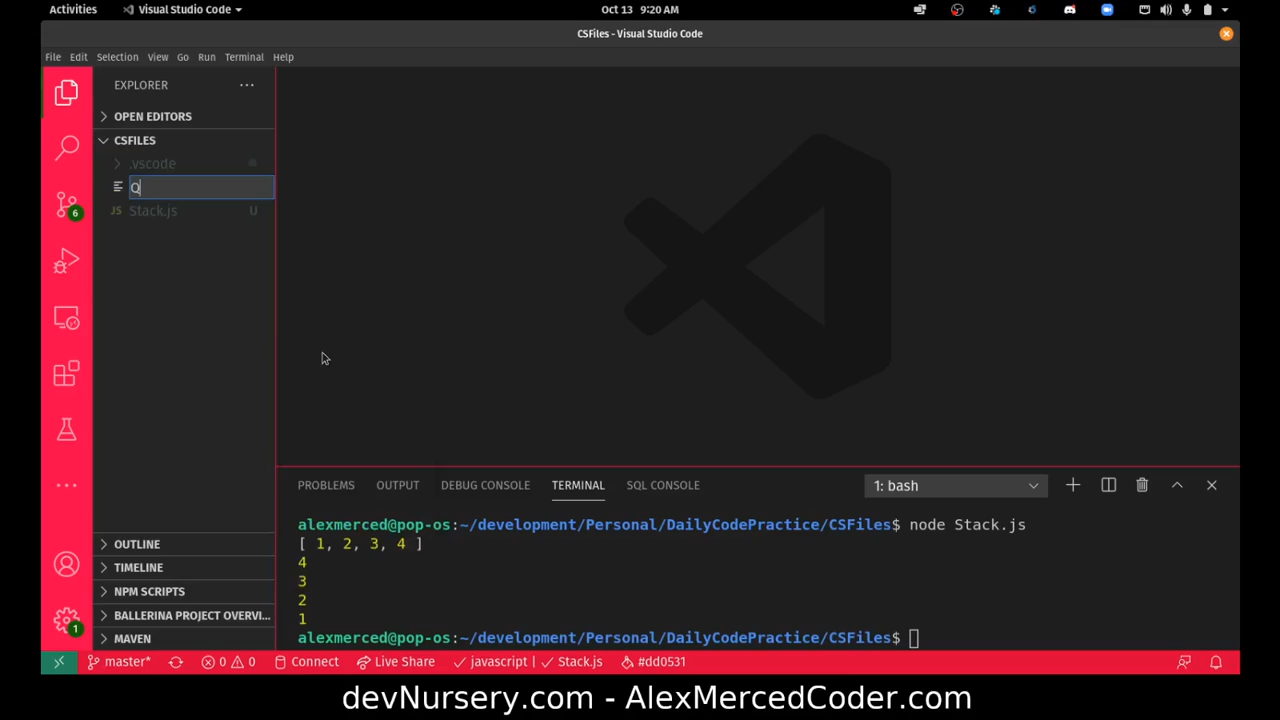 Activities Visual Studio Code Oct 13 9:20 AM
CSFiles - Visual Studio Code
File Edit Selection View Go Run Terminal Help
EXPLORER
OPEN EDITORS
CSFILES
.vscode
Q
Stack.js U
6
PROBLEMS OUTPUT DEBUG CONSOLE TERMINAL SQL CONSOLE 1: bash
alexmerced@pop-os:~/development/Personal/DailyCodePractice/CSFiles$ node Stack.js
[ 1, 2, 3, 4 ]
4
3
2
1
alexmerced@pop-os:~/development/Personal/DailyCodePractice/CSFiles$
OUTLINE
TIMELINE
NPM SCRIPTS
BALLERINA PROJECT OVERVI...
MAVEN
1
master* 0 0 Connect Live Share javascript | Stack.js #dd0531
devNursery.com - AlexMercedCoder.com